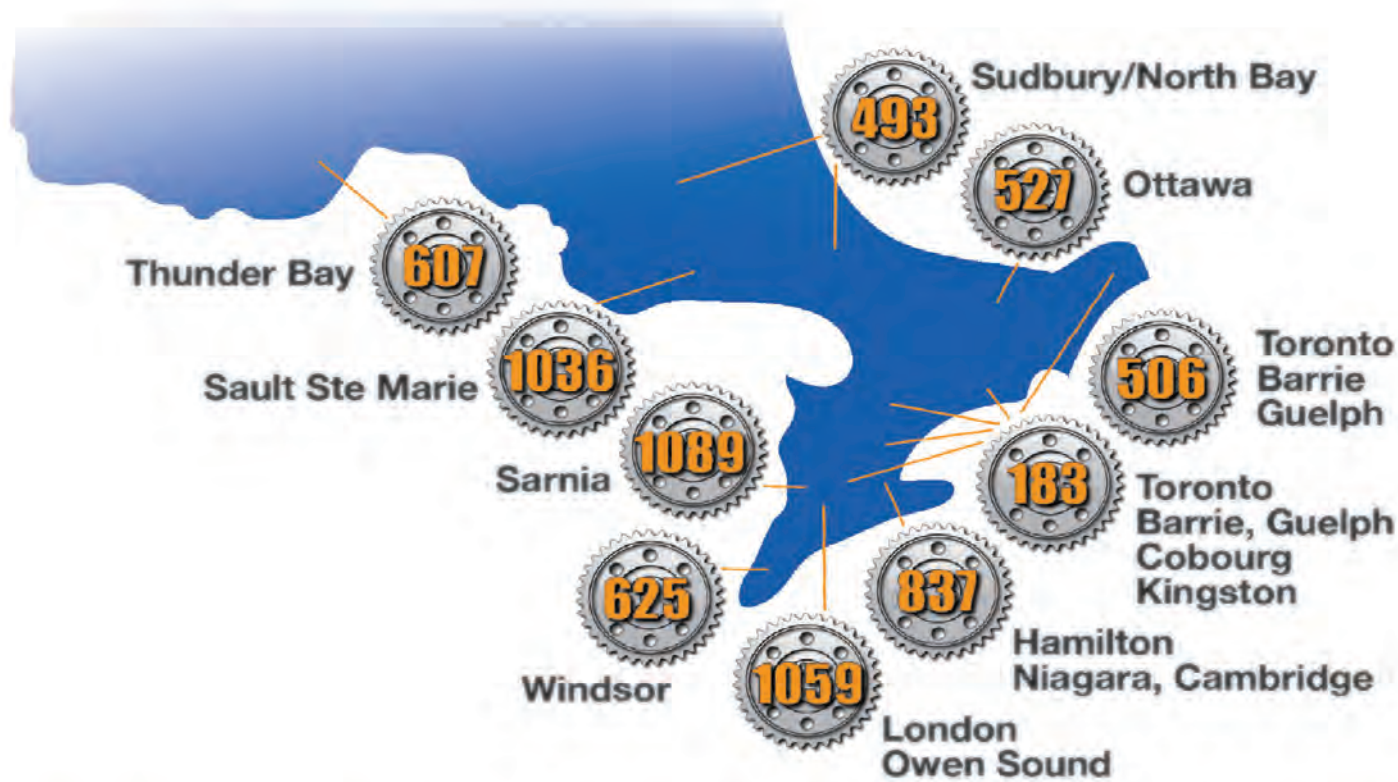 493
Sudbury/North Bay
527
Ottawa
607
Thunder Bay
1036
Sault Ste Marie
506
Toronto
Barrie
Guelph
1089
Sarnia
183
Toronto
Barrie, Guelph
Cobourg
Kingston
625
Windsor
837
Hamilton
Niagara, Cambridge
1059
London
Owen Sound